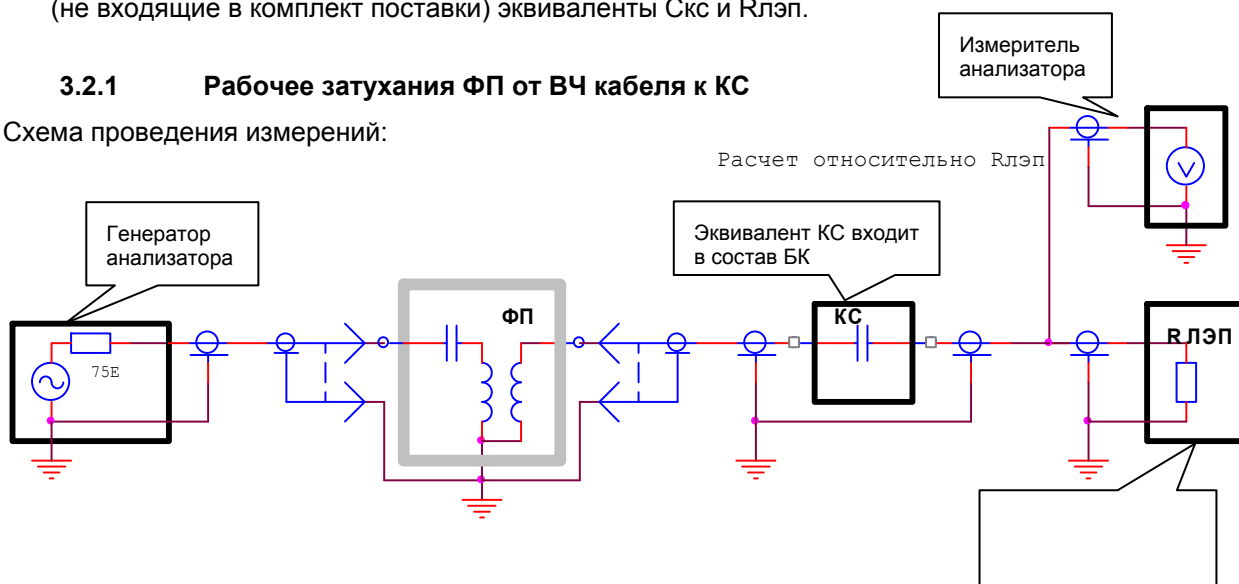 (не входящие в комплект поставки) эквиваленты Скс и Rлэп.
3.2.1 Рабочее затухания ФП от ВЧ кабеля к КС
Схема проведения измерений:
Измеритель
анализатора
V
Расчет относительно Rлэп
Генератор
анализатора
Эквивалент КС входит
в состав БК
75E
ФП
КС
R ЛЭП